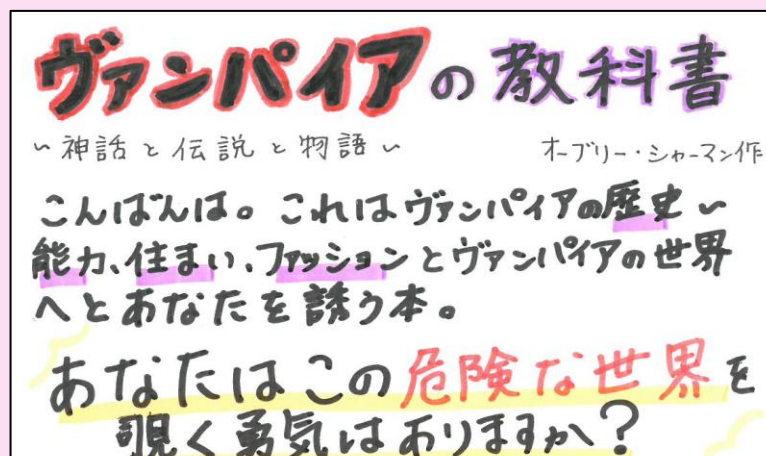 ヴァンパイアの教科書
~神話と伝説と物語~ オーブリー・シャーマン作
こんばんは。これはヴァンパイアの歴史~
能力、住まい、ファッションとヴァンパイアの世界
へとあなたを誘う本。
あなたはこの危険な世界を
覗く勇気はありますか?